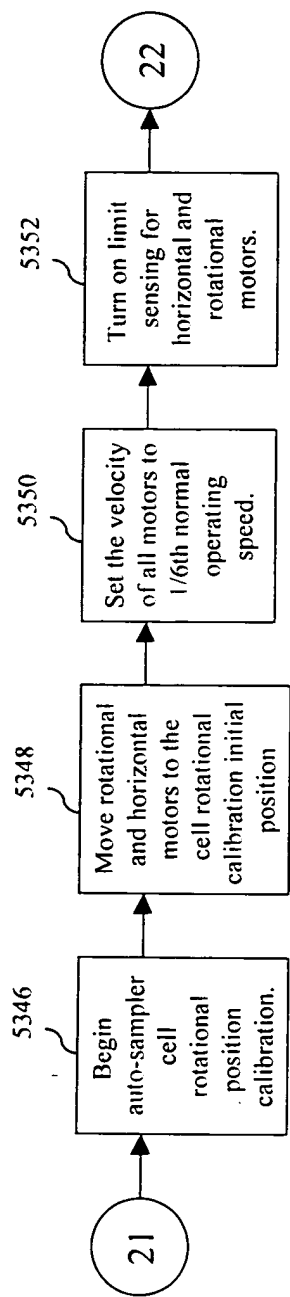 21
5346
Begin
auto-sampler
cell
rotational
position
calibration.
5348
Move rotational
and horizontal
motors to the
cell rotational
calibration initial
position
5350
Set the velocity
of all motors to
1/6th normal
operating
speed.
5352
Turn on limit
sensing for
horizontal and
rotational
motors.
22